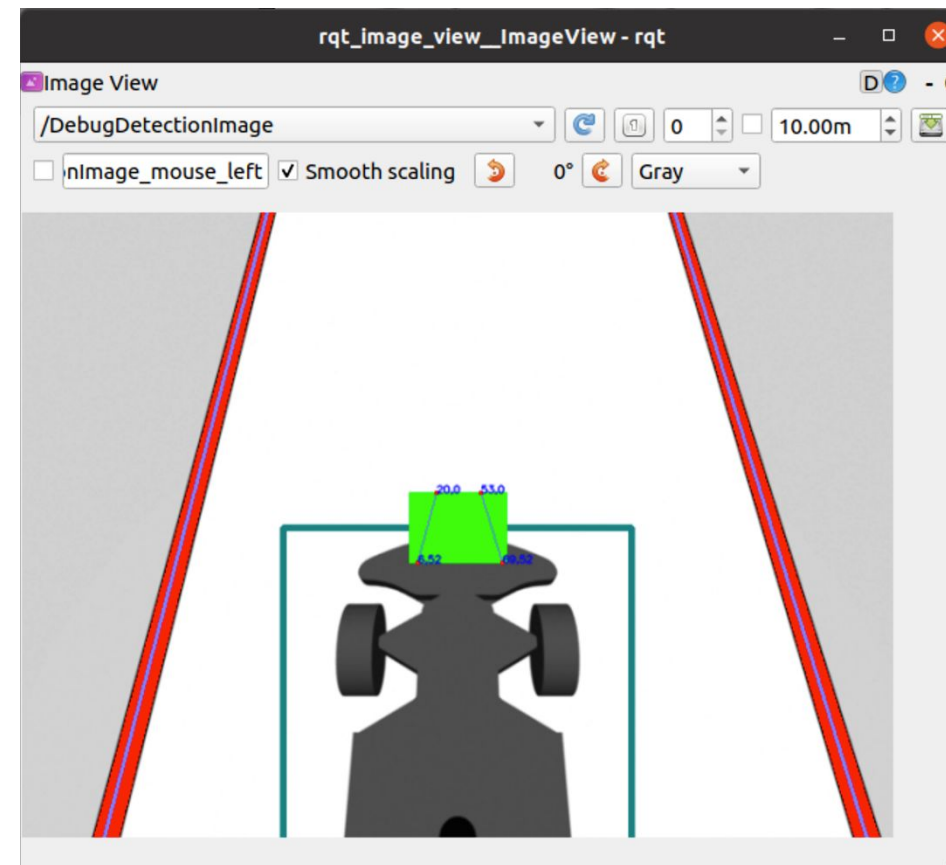 rqt_image_view__ImageView - rqt
Image View
D
-
/DebugDetectionImage
0
10.00m
nImage_mouse_left
Smooth scaling
0°
Gray
20,0
53,0
6,52
69,52